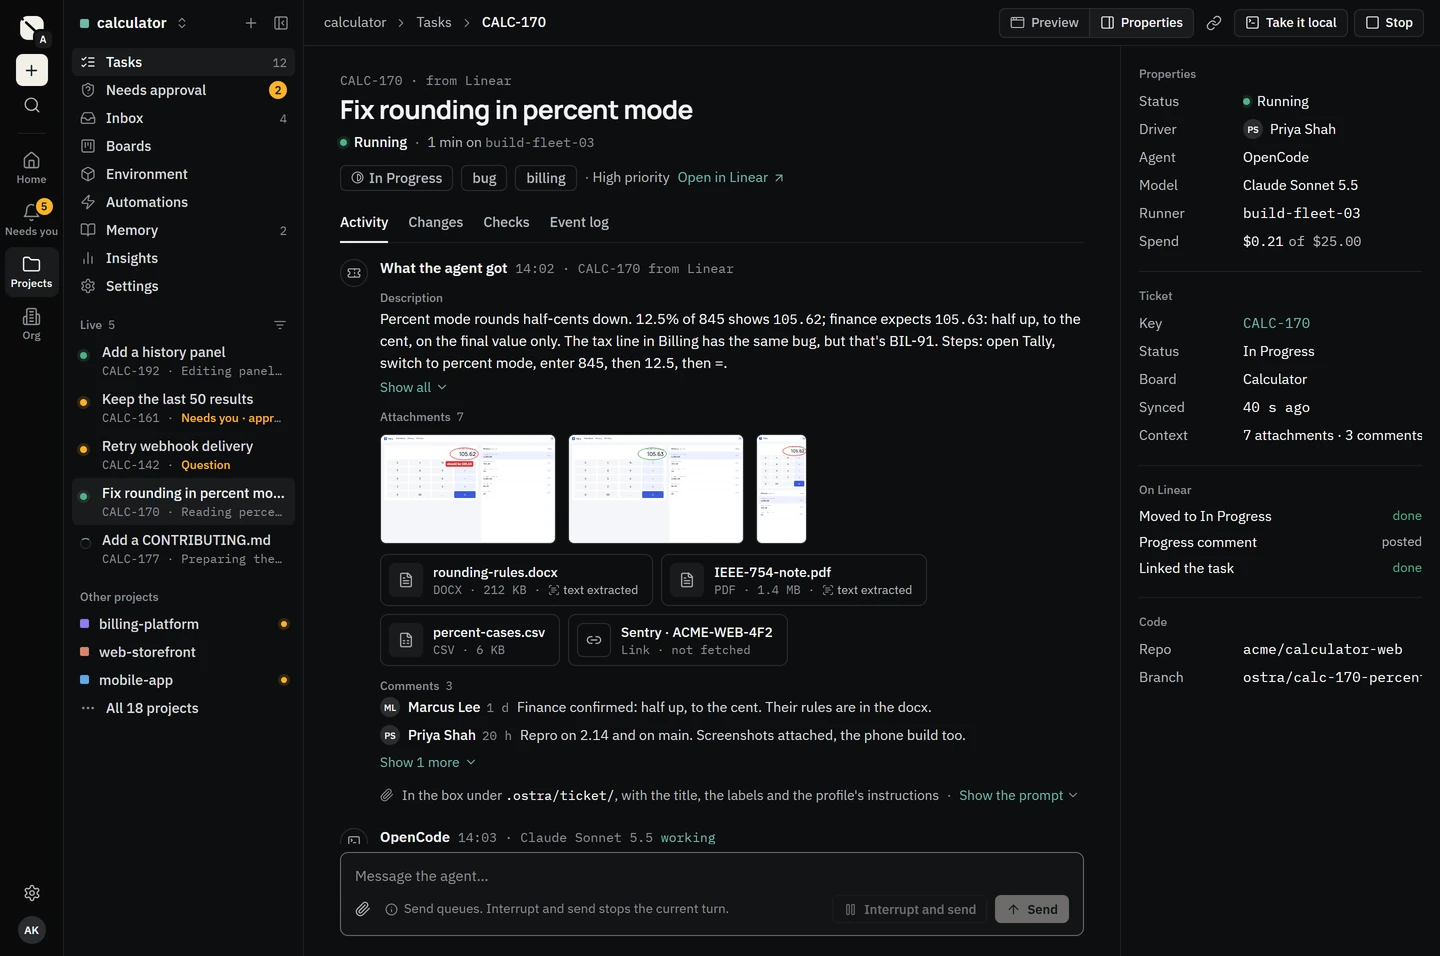 A
Home
5
Needs you
Projects
Org
AK
calculator
Tasks 12
Needs approval 2
Inbox 4
Boards
Environment
Automations
Memory 2
Insights
Settings
Live 5
Add a history panel
CALC-192 · Editing panel…
Keep the last 50 results
CALC-161 · Needs you · appr…
Retry webhook delivery
CALC-142 · Question
Fix rounding in percent mo…
CALC-170 · Reading perce…
Add a CONTRIBUTING.md
CALC-177 · Preparing the…
Other projects
billing-platform
web-storefront
mobile-app
All 18 projects
calculator > Tasks > CALC-170
Preview
Properties
Take it local
Stop
CALC-170 · from Linear
Fix rounding in percent mode
Running · 1 min on build-fleet-03
In Progress bug billing · High priority Open in Linear ↗
Activity Changes Checks Event log
What the agent got 14:02 · CALC-170 from Linear
Description
Percent mode rounds half-cents down. 12.5% of 845 shows 105.62; finance expects 105.63: half up, to the
cent, on the final value only. The tax line in Billing has the same bug, but that's BIL-91. Steps: open Tally,
switch to percent mode, enter 845, then 12.5, then =.
Show all
Attachments 7
105.62
105.63
105.62
rounding-rules.docx
DOCX · 212 KB · text extracted
IEEE-754-note.pdf
PDF · 1.4 MB · text extracted
percent-cases.csv
CSV · 6 KB
Sentry · ACME-WEB-4F2
Link · not fetched
Comments 3
ML Marcus Lee 1 d Finance confirmed: half up, to the cent. Their rules are in the docx.
PS Priya Shah 20 h Repro on 2.14 and on main. Screenshots attached, the phone build too.
Show 1 more
In the box under .ostra/ticket/, with the title, the labels and the profile's instructions · Show the prompt
OpenCode 14:03 · Claude Sonnet 5.5 working
Message the agent...
Send queues. Interrupt and send stops the current turn.
Interrupt and send
Send
Properties
Status Running
Driver PS Priya Shah
Agent OpenCode
Model Claude Sonnet 5.5
Runner build-fleet-03
Spend $0.21 of $25.00
Ticket
Key CALC-170
Status In Progress
Board Calculator
Synced 40 s ago
Context 7 attachments · 3 comments
On Linear
Moved to In Progress done
Progress comment posted
Linked the task done
Code
Repo acme/calculator-web
Branch ostra/calc-170-percen